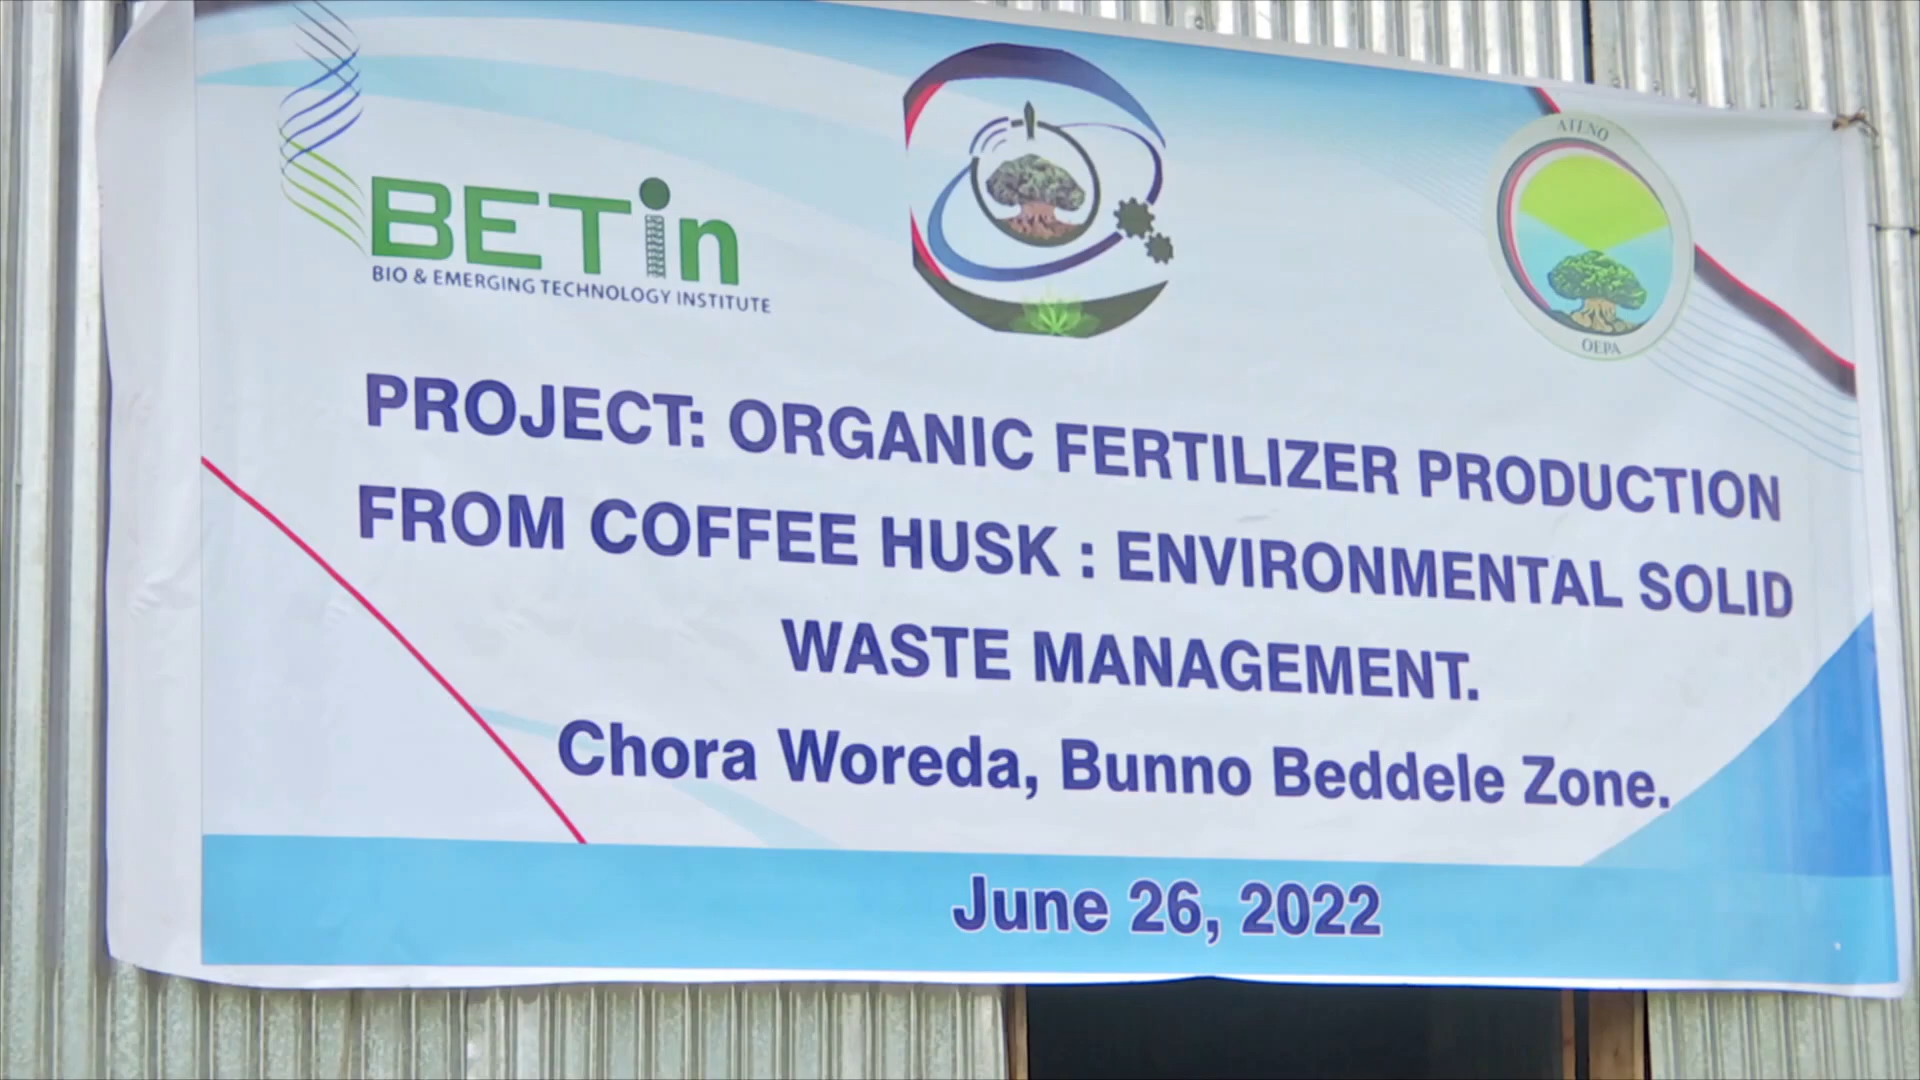 BETin
BIO & EMERGING TECHNOLOGY INSTITUTE
ATENO
OEPA
PROJECT: ORGANIC FERTILIZER PRODUCTION
FROM COFFEE HUSK : ENVIRONMENTAL SOLID
WASTE MANAGEMENT.
Chora Woreda, Bunno Beddele Zone.
June 26, 2022